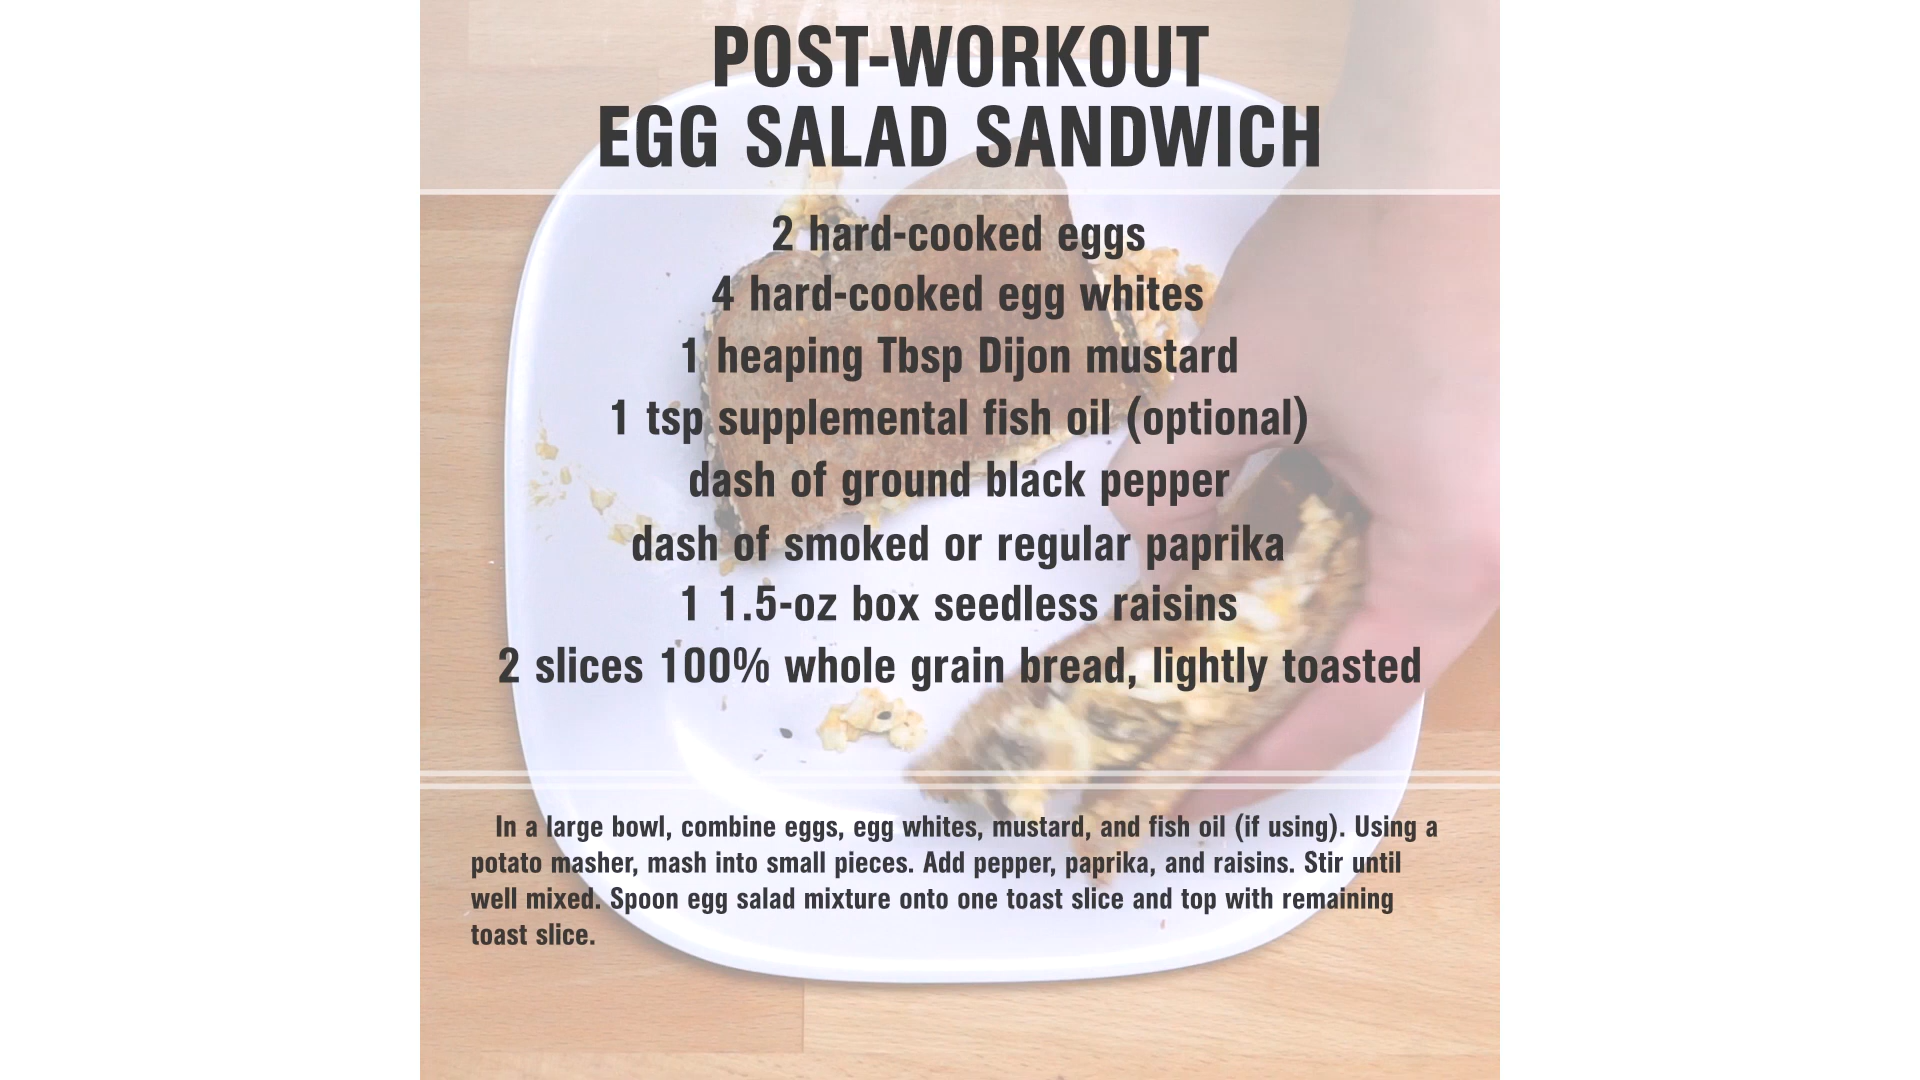 POST-WORKOUT
EGG SALAD SANDWICH
2 hard-cooked eggs
4 hard-cooked egg whites
1 heaping Tbsp Dijon mustard
1 tsp supplemental fish oil (optional)
dash of ground black pepper
dash of smoked or regular paprika
1 1.5-oz box seedless raisins
2 slices 100% whole grain bread, lightly toasted
In a large bowl, combine eggs, egg whites, mustard, and fish oil (if using). Using a
potato masher, mash into small pieces. Add pepper, paprika, and raisins. Stir until
well mixed. Spoon egg salad mixture onto one toast slice and top with remaining
toast slice.